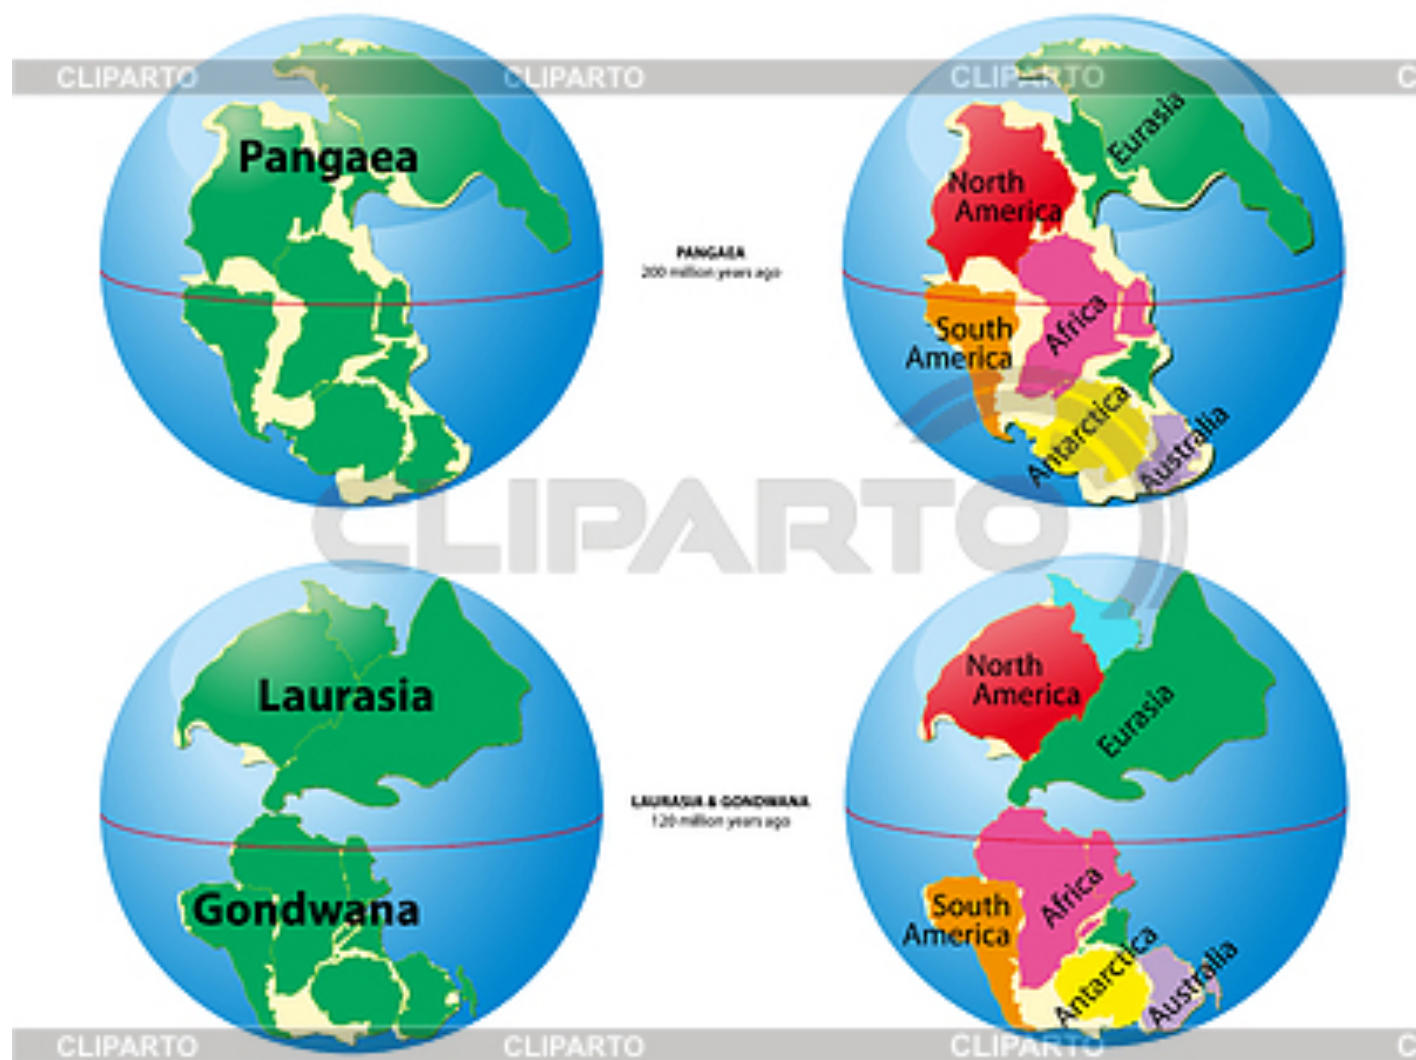 CLIPARTO CLIPARTO CLIPARTO C
Pangaea
Eurasia
North
America
PANGAEA
200 million years ago
South
America
Africa
Antarctica
Australia
CLIPARTO
Laurasia
North
America
Eurasia
LAURASIA & GONDWANA
120 million years ago
Gondwana
South
America
Africa
Antarctica
Australia
CLIPARTO CLIPARTO CLIPARTO C